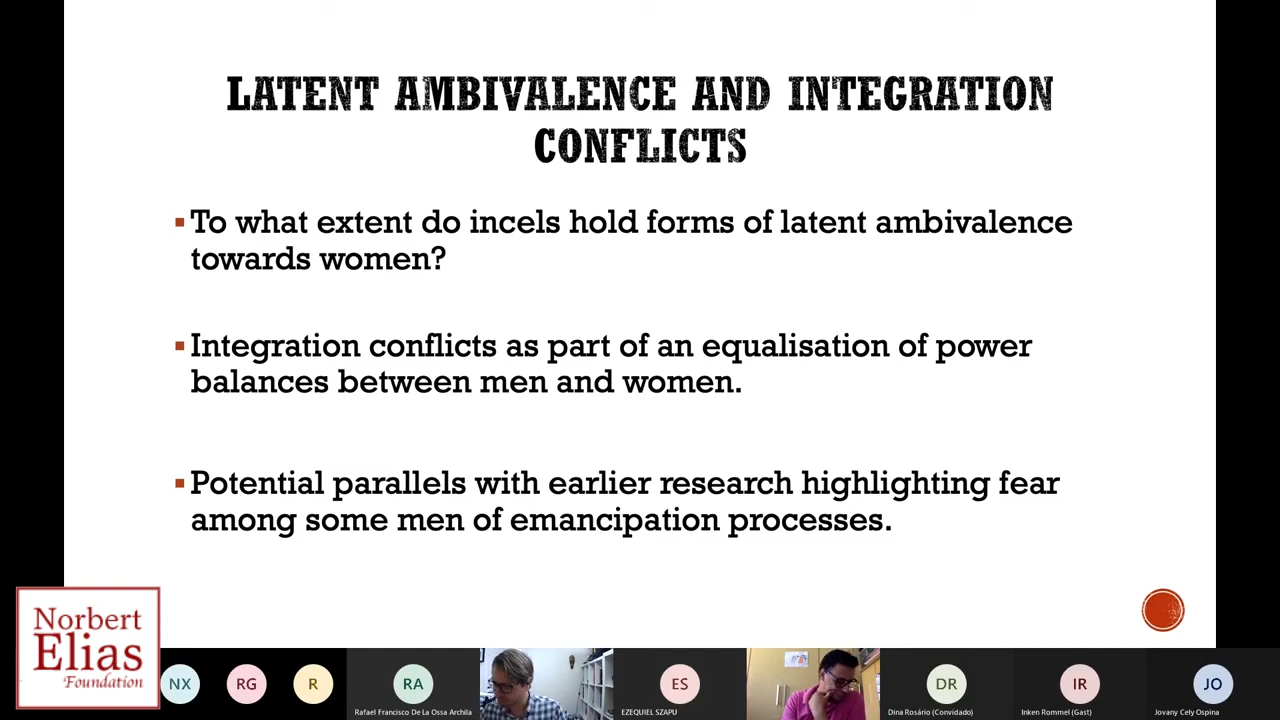 LATENT AMBIVALENCE AND INTEGRATION
CONFLICTS
▪To what extent do incels hold forms of latent ambivalence
towards women?
▪Integration conflicts as part of an equalisation of power
balances between men and women.
▪Potential parallels with earlier research highlighting fear
among some men of emancipation processes.
Norbert
Elias
Foundation
NX
RG
R
RA
ES
DR
IR
JO
Rafael Francisco De La Ossa Archila
EZEQUIEL SZAPU
Dina Rosário (Convidado)
Inken Rommel (Gast)
Jovany Cely Ospina